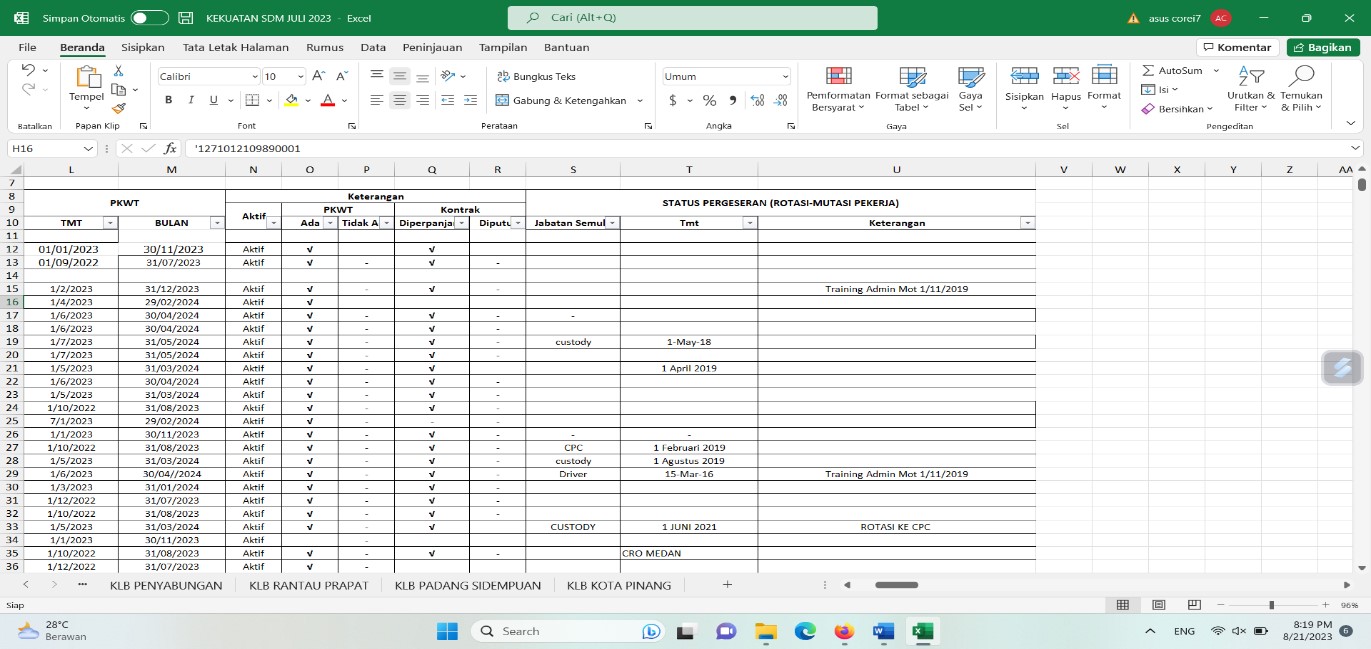 Simpan Otomatis KEKUATAN SDM JULI 2023 - Excel Cari (Alt+Q) asus corei7 AC
File Beranda Sisipkan Tata Letak Halaman Rumus Data Peninjauan Tampilan Bantuan Komentar Bagikan
Tempel Calibri 10 A A Bungkus Teks Umum Pemformatan Bersyarat Format sebagai Tabel Gaya Sel Sisipkan Hapus Format AutoSum Urutkan & Filter Temukan & Pilih
B I U A Gabung & Ketengahan $ % Isi
Bersihkan
Batalkan Papan Klip Font Perataan Angka Gaya Sel Pengeditan
H16 fx '1271012109890001
L M N O P Q R S T U V W X Y Z AA
7
8 PKWT Keterangan STATUS PERGESERAN (ROTASI-MUTASI PEKERJA)
9 Aktif PKWT Kontrak
10 TMT BULAN Ada Tidak A Diperpanja Diputu Jabatan Semul Tmt Keterangan
11
12 01/01/2023 30/11/2023 Aktif √ √
13 01/09/2022 31/07/2023 Aktif √ - √ -
14
15 1/2/2023 31/12/2023 Aktif √ - √ - Training Admin Mot 1/11/2019
16 1/4/2023 29/02/2024 Aktif √
17 1/6/2023 30/04/2024 Aktif √ - √ - -
18 1/6/2023 30/04/2024 Aktif √ - √ -
19 1/7/2023 31/05/2024 Aktif √ - √ - custody 1-May-18
20 1/7/2023 31/05/2024 Aktif √ - √ -
21 1/5/2023 31/03/2024 Aktif √ - √ 1 April 2019
22 1/6/2023 30/04/2024 Aktif √ - √ -
23 1/5/2023 31/03/2024 Aktif √ - √ -
24 1/10/2022 31/08/2023 Aktif √ - √ -
25 7/1/2023 29/02/2024 Aktif √ - - -
26 1/1/2023 30/11/2023 Aktif √ - √ - - -
27 1/10/2022 31/08/2023 Aktif √ - √ - CPC 1 Februari 2019
28 1/5/2023 31/03/2024 Aktif √ - √ - custody 1 Agustus 2019
29 1/6/2023 30/04//2024 Aktif √ - √ - Driver 15-Mar-16 Training Admin Mot 1/11/2019
30 1/3/2023 31/01/2024 Aktif √ - √ -
31 1/12/2022 31/07/2023 Aktif √ - √ -
32 1/10/2022 31/08/2023 Aktif √ - √ -
33 1/5/2023 31/03/2024 Aktif √ - √ CUSTODY 1 JUNI 2021 ROTASI KE CPC
34 1/1/2023 30/11/2023 Aktif -
35 1/10/2022 31/08/2023 Aktif √ - √ - CRO MEDAN
36 1/12/2022 31/07/2023 Aktif √ -
... KLB PENYABUNGAN KLB RANTAU PRAPAT KLB PADANG SIDEMPUAN KLB KOTA PINANG +
Siap 96%
28°C Search ENG 8:19 PM
Berawan 8/21/2023 6